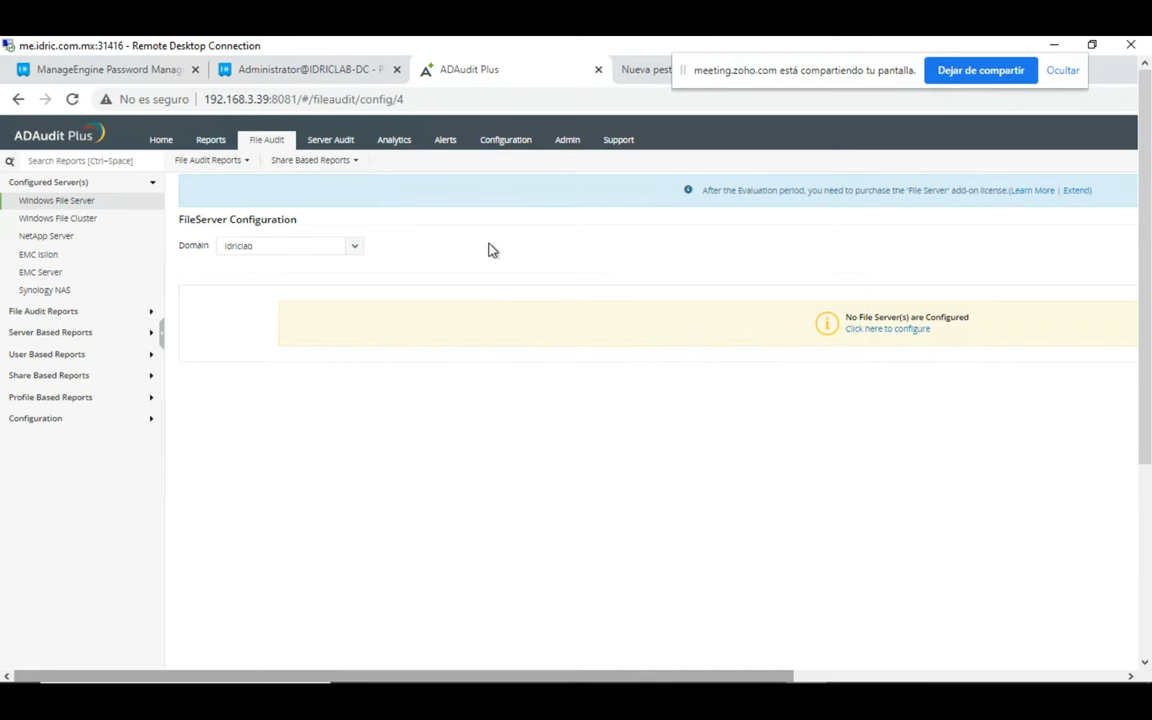 me.idric.com.mx:31416 - Remote Desktop Connection
ManageEngine Password Manag
Administrator@IDRICLAB-DC - P
ADAudit Plus
Nueva pest
meeting.zoho.com está compartiendo tu pantalla.
Dejar de compartir
Ocultar
No es seguro
192.168.3.39:8081/#/fileaudit/config/4
ADAudit Plus
Home
Reports
File Audit
Server Audit
Analytics
Alerts
Configuration
Admin
Support
Search Reports [Ctrl+Space]
File Audit Reports
Share Based Reports
Configured Server(s)
Windows File Server
Windows File Cluster
NetApp Server
EMC Isilon
EMC Server
Synology NAS
File Audit Reports
Server Based Reports
User Based Reports
Share Based Reports
Profile Based Reports
Configuration
After the Evaluation period, you need to purchase the 'File Server' add-on license.(Learn More | Extend)
FileServer Configuration
Domain
idriclab
No File Server(s) are Configured
Click here to configure